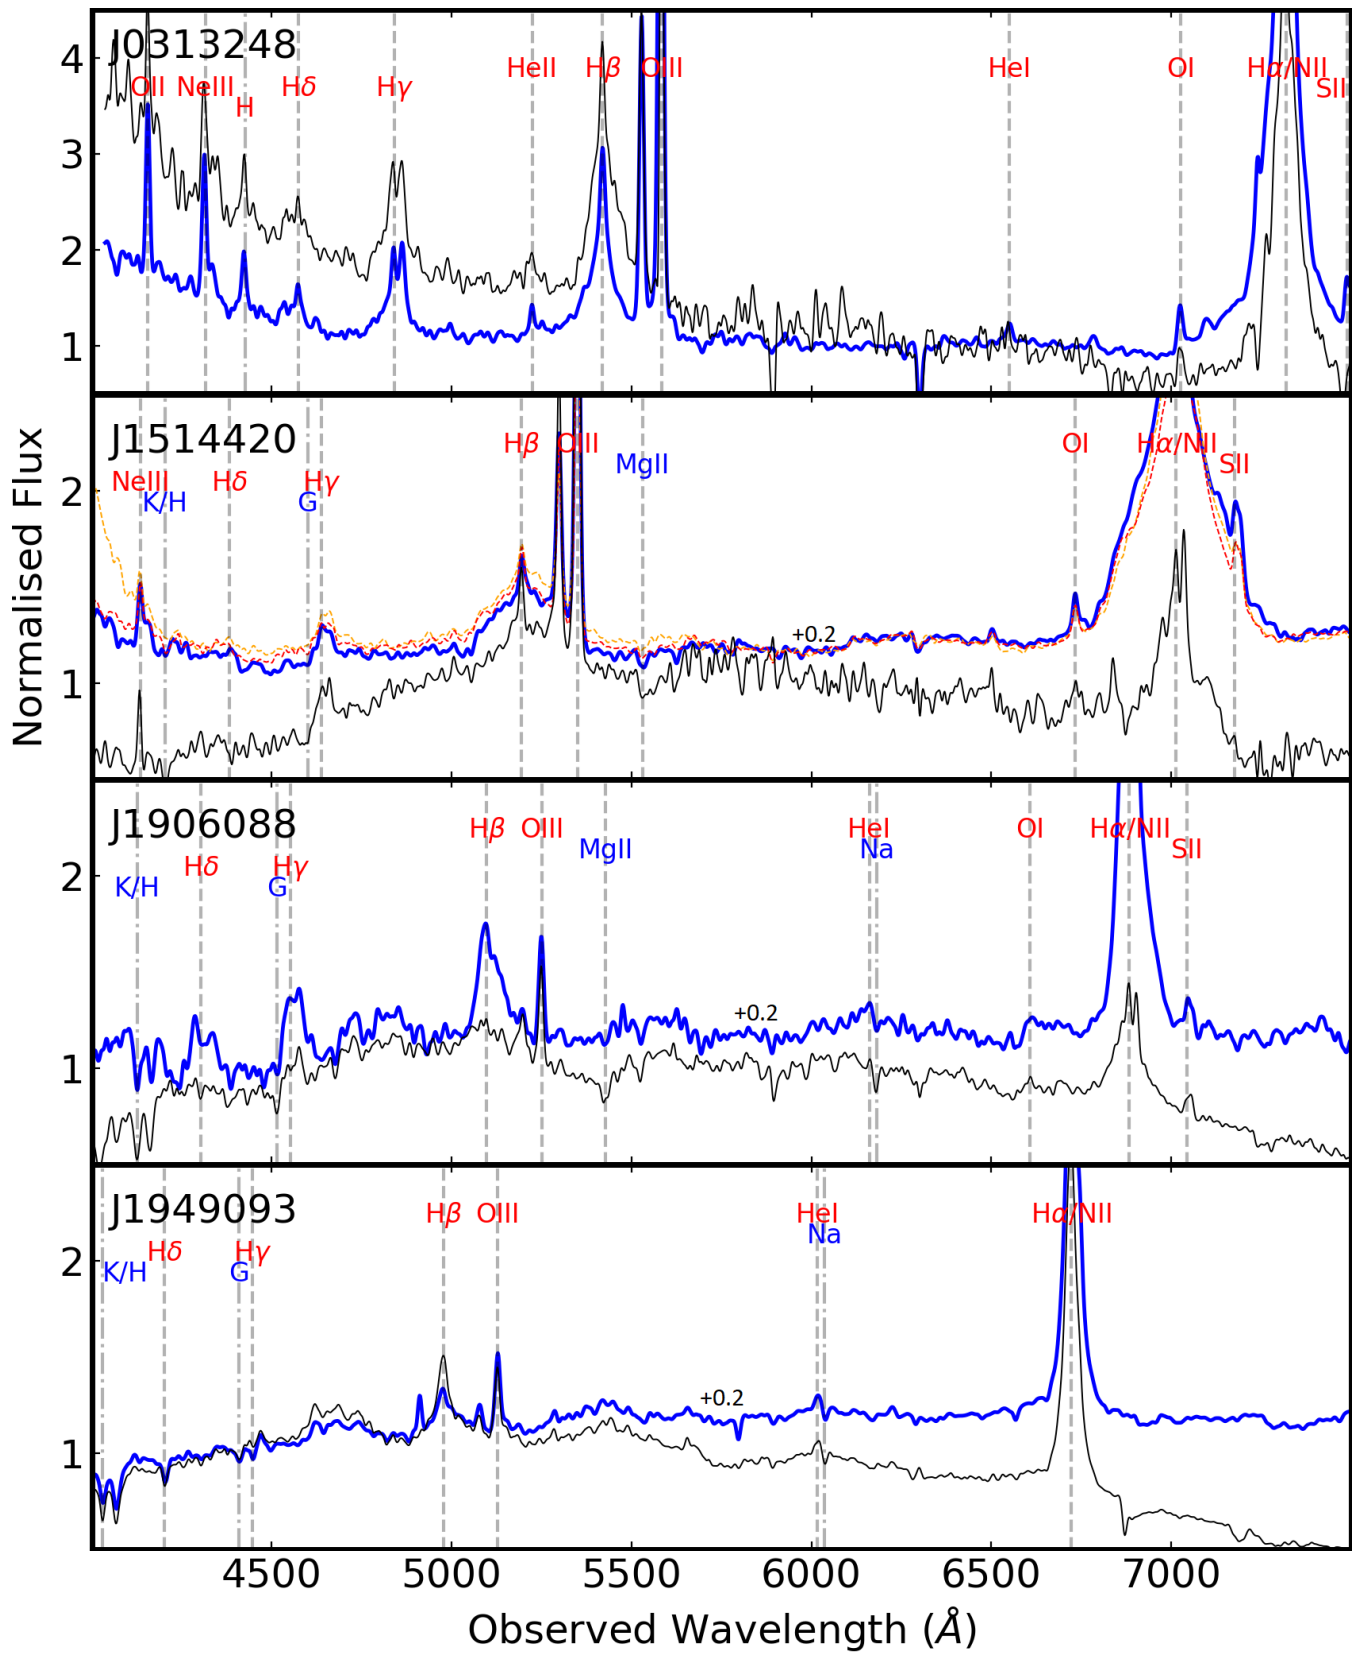 J0313248
4
HeII Hβ OIII HeI OI Hα/NII
OII NeIII Hδ Hγ SII
H
3
2
1
J1514420
Hβ OIII OI Hα/NII
MgII SII
NeIII Hδ Hγ
K/H G
2
+0.2
1
J1906088
Hβ OIII HeI OI Hα/NII
MgII Na SII
Hδ Hγ
K/H G
2
+0.2
1
J1949093
Hβ OIII HeI Hα/NII
Na
Hδ Hγ
K/H G
2
+0.2
1
Normalised Flux
4500 5000 5500 6000 6500 7000
Observed Wavelength (Å)